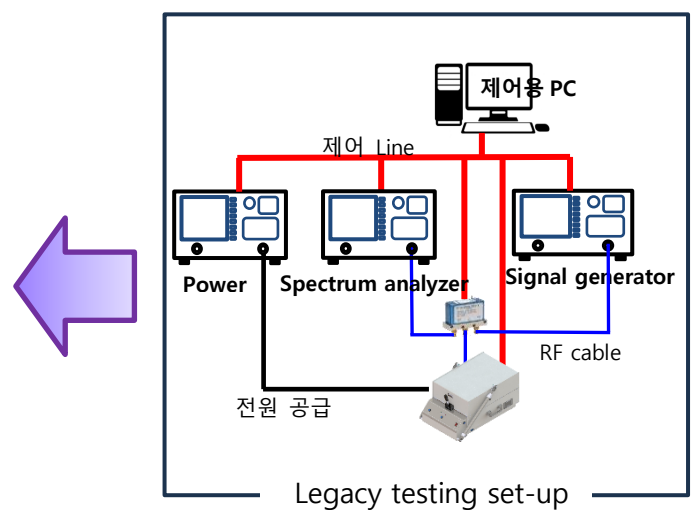 제어용 PC
제어 Line
Power
Spectrum analyzer
Signal generator
RF cable
전원 공급
Legacy testing set-up